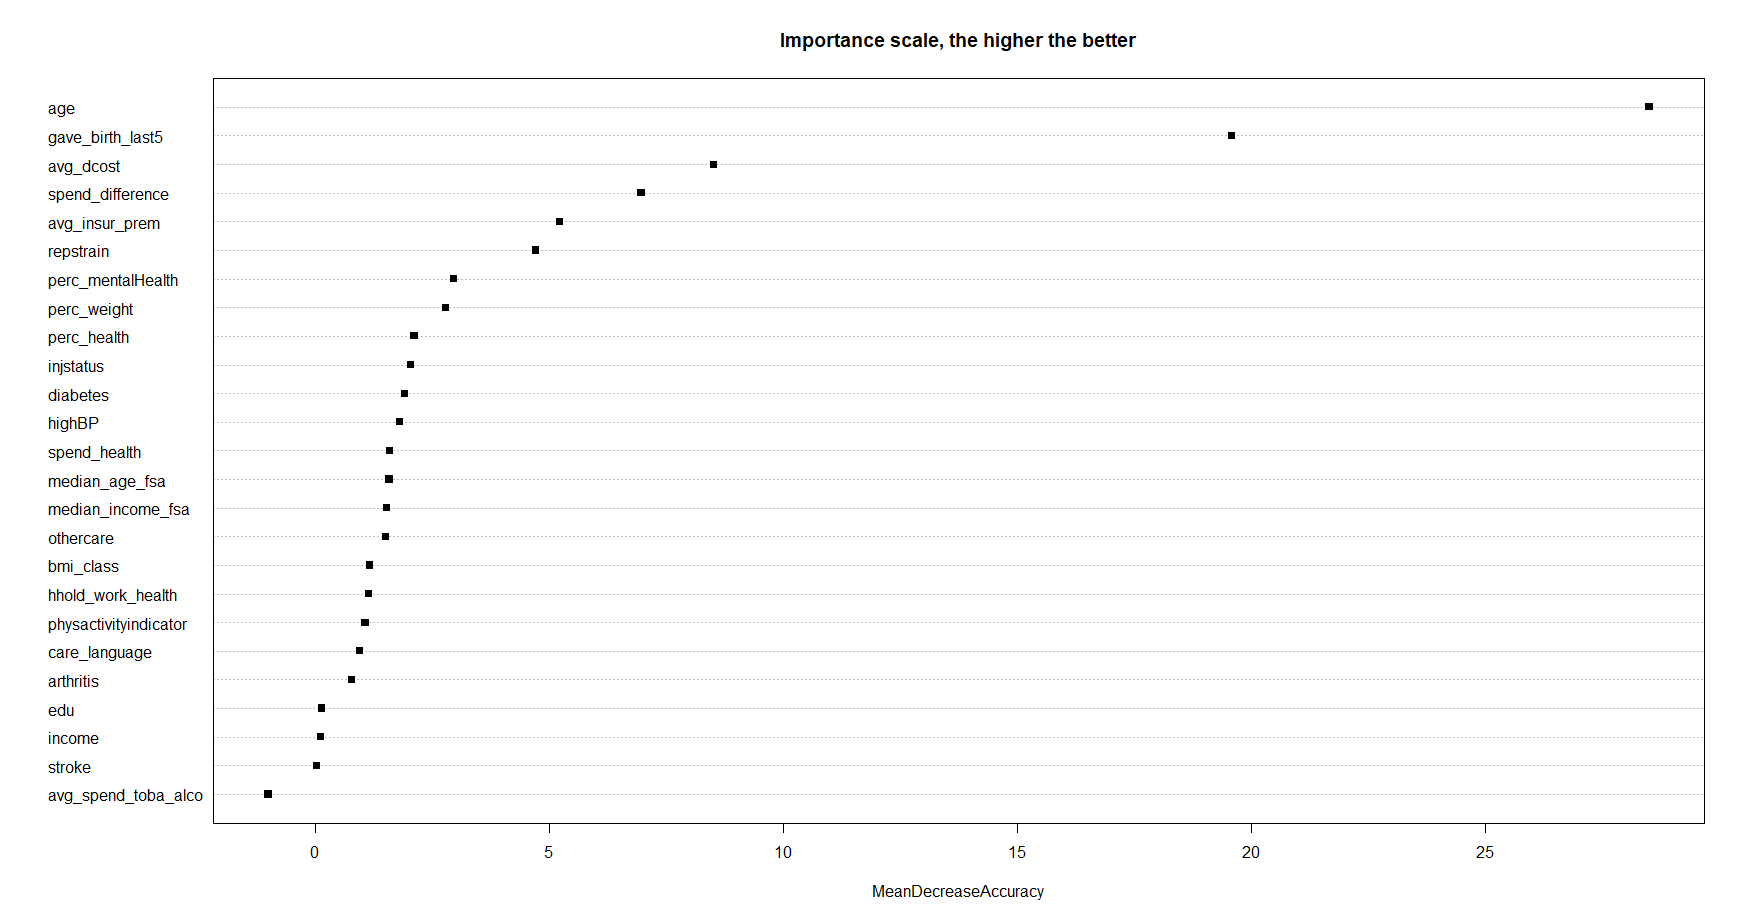 Importance scale, the higher the better
age
gave_birth_last5
avg_dcost
spend_difference
avg_insur_prem
repstrain
perc_mentalHealth
perc_weight
perc_health
injstatus
diabetes
highBP
spend_health
median_age_fsa
median_income_fsa
othercare
bmi_class
hhold_work_health
physactivityindicator
care_language
arthritis
edu
income
stroke
avg_spend_toba_alco
0 5 10 15 20 25
MeanDecreaseAccuracy